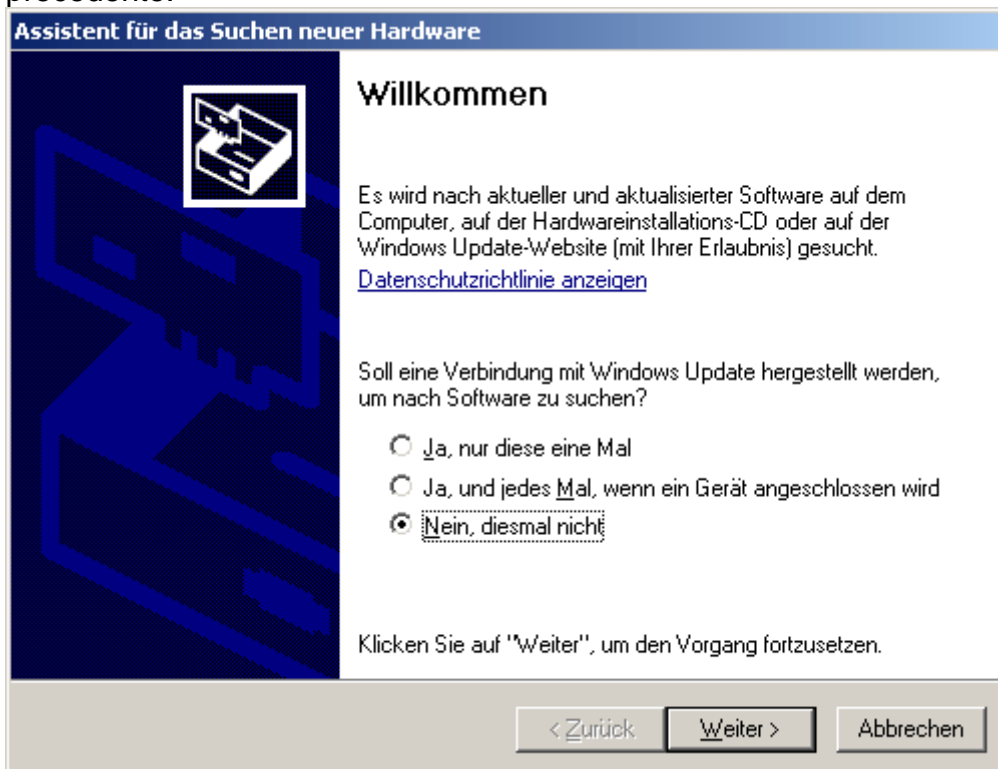 Assistent für das Suchen neuer Hardware
Willkommen
Es wird nach aktueller und aktualisierter Software auf dem
Computer, auf der Hardwareinstallations-CD oder auf der
Windows Update-Website (mit Ihrer Erlaubnis) gesucht.
Datenschutzrichtlinie anzeigen
Soll eine Verbindung mit Windows Update hergestellt werden,
um nach Software zu suchen?
Ja, nur diese eine Mal
Ja, und jedes Mal, wenn ein Gerät angeschlossen wird
Nein, diesmal nicht
Klicken Sie auf "Weiter", um den Vorgang fortzusetzen.
< Zurück Weiter > Abbrechen